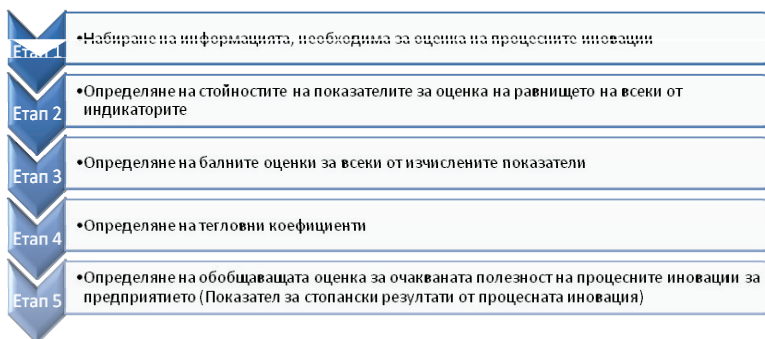 Етап 1
•Набиране на информацията, необходима за оценка на процесните иновации
Етап 2
•Определяне на стойностите на показателите за оценка на равнището на всеки от
индикаторите
Етап 3
•Определяне на балните оценки за всеки от изчислените показатели
Етап 4
•Определяне на тегловни коефициенти
Етап 5
•Определяне на обобщаващата оценка за очакваната полезност на процесните иновации за
предприятието (Показател за стопански резултати от процесната иновация)